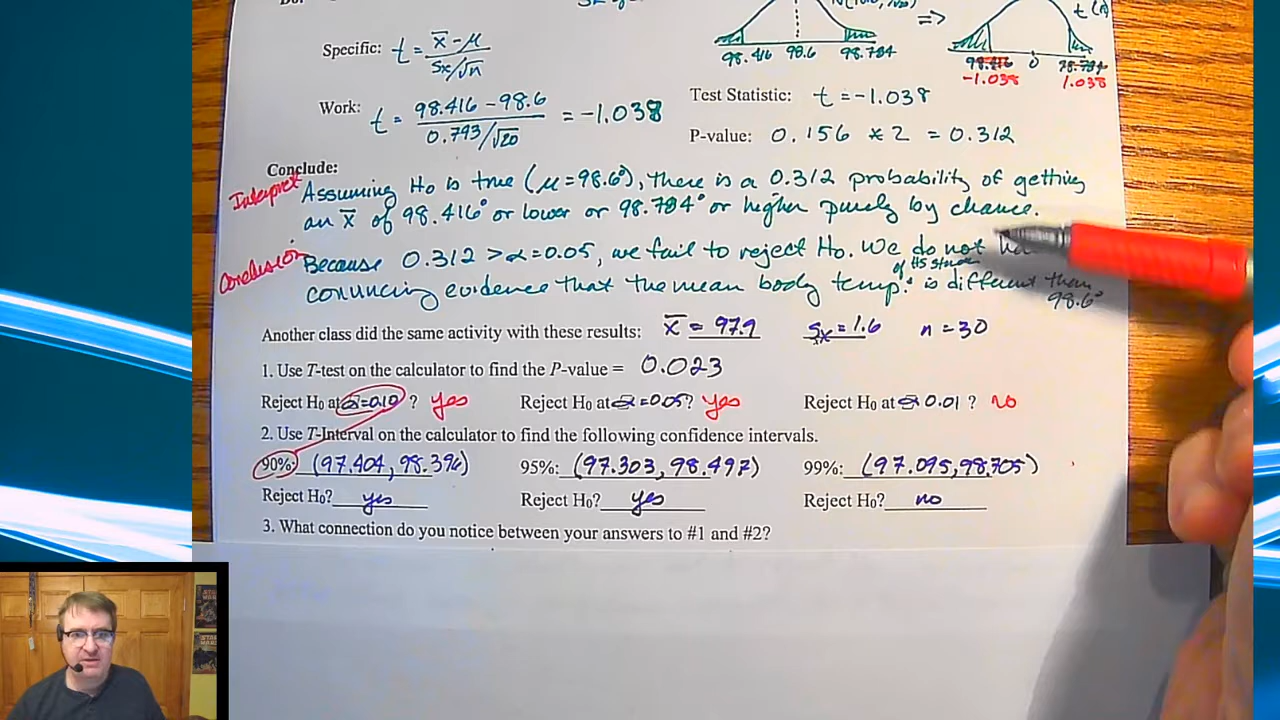 Specific: t = x̄ - μ / Sx/√n
98.416 98.6 98.784
=>
98.416 0 98.784
-1.038 1.038
Work: t = 98.416 - 98.6 / 0.793/√20 = -1.038
Test Statistic: t = -1.038
P-value: 0.156 * 2 = 0.312
Conclude:
Interpret Assuming Ho is true (μ = 98.6°), there is a 0.312 probability of getting
an x̄ of 98.416° or lower or 98.784° or higher purely by chance.
Conclusion Because 0.312 > α = 0.05, we fail to reject Ho. We do not
of HS
convincing evidence that the mean body temp. is different than
98.6°
Another class did the same activity with these results: x̄ = 97.9 Sx = 1.6 n = 30
1. Use T-test on the calculator to find the P-value = 0.023
Reject H0 at α=0.10 ? yes Reject H0 at α=0.05? yes Reject H0 at α 0.01 ? no
2. Use T-Interval on the calculator to find the following confidence intervals.
90%: (97.404, 98.396) 95%: (97.303, 98.497) 99%: (97.095, 98.705)
Reject H0? yes Reject H0? yes Reject H0? no
3. What connection do you notice between your answers to #1 and #2?